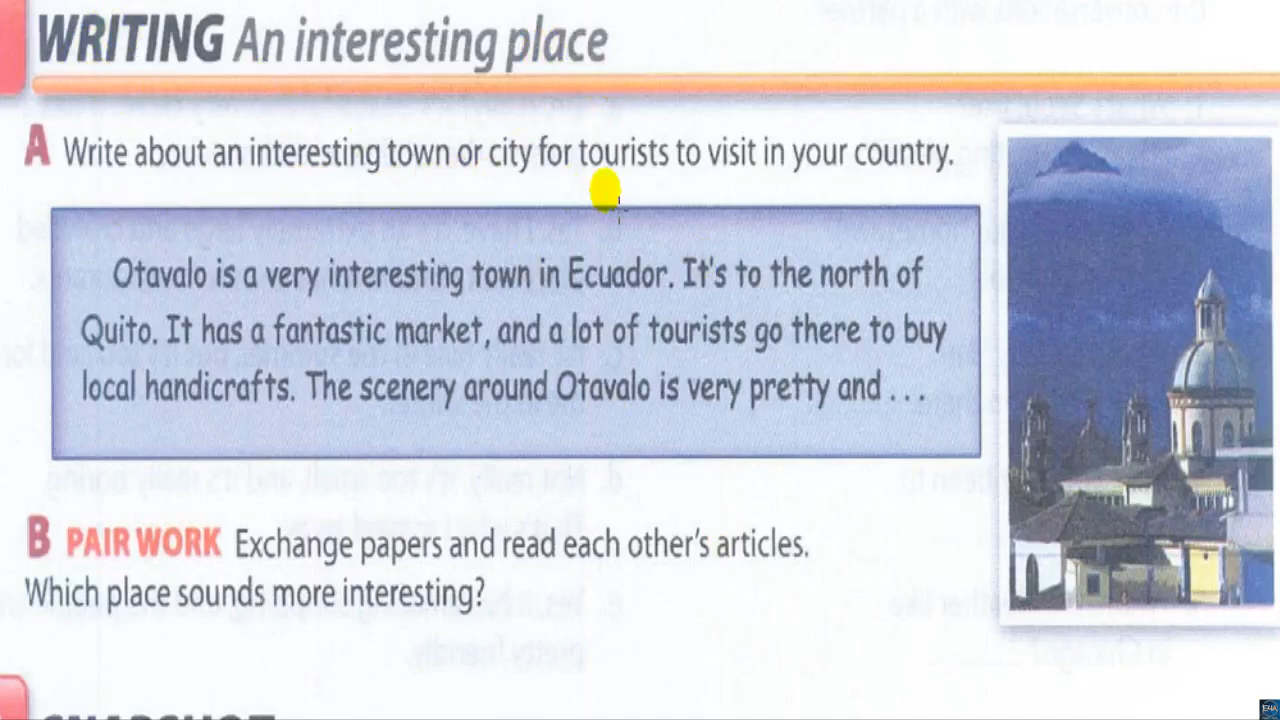 WRITING An interesting place
A Write about an interesting town or city for tourists to visit in your country.
Otavalo is a very interesting town in Ecuador. It's to the north of
Quito. It has a fantastic market, and a lot of tourists go there to buy
local handicrafts. The scenery around Otavalo is very pretty and ...
B PAIR WORK Exchange papers and read each other's articles.
Which place sounds more interesting?
SNAPSHOT